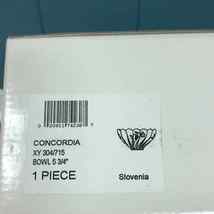 CONCORDIA
XY 304/715
BOWL 5 3/4"
1 PIECE
Slovenia